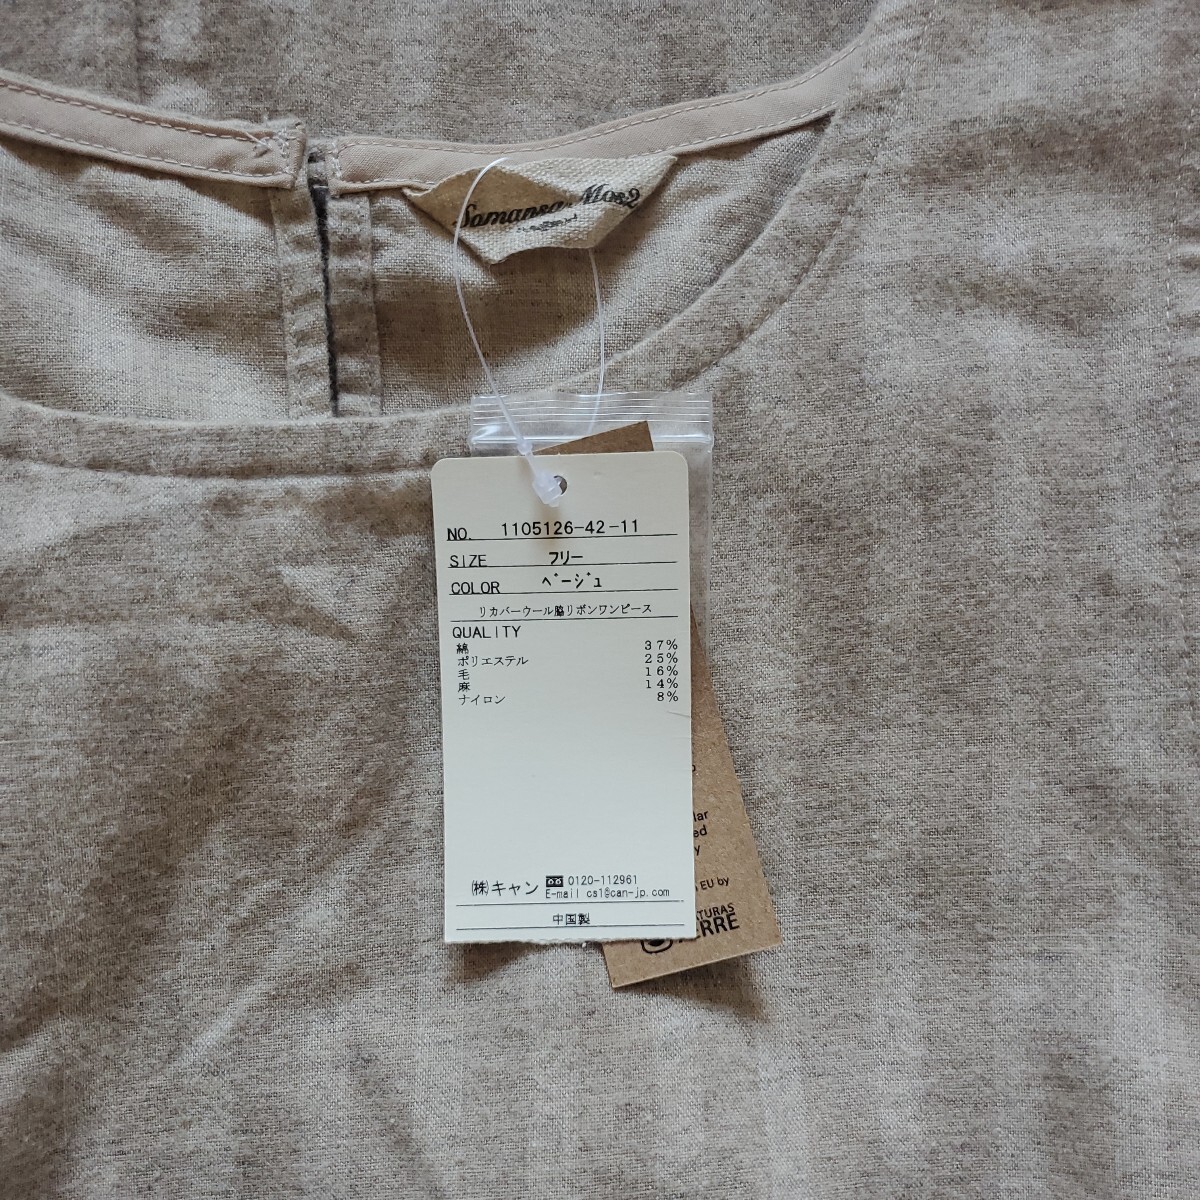 Samansa Mos2
NO. 1105126-42-11
SIZE フリー
COLOR ベージュ
リカバーウール脇リボンワンピース
QUALITY
綿 37%
ポリエステル 25%
毛 16%
麻 14%
ナイロン 8%
(株)キャン 0120-112961
E-mail cs1@can-jp.com
中国製
lar
ed
y
EU by
TURAS
ERRE